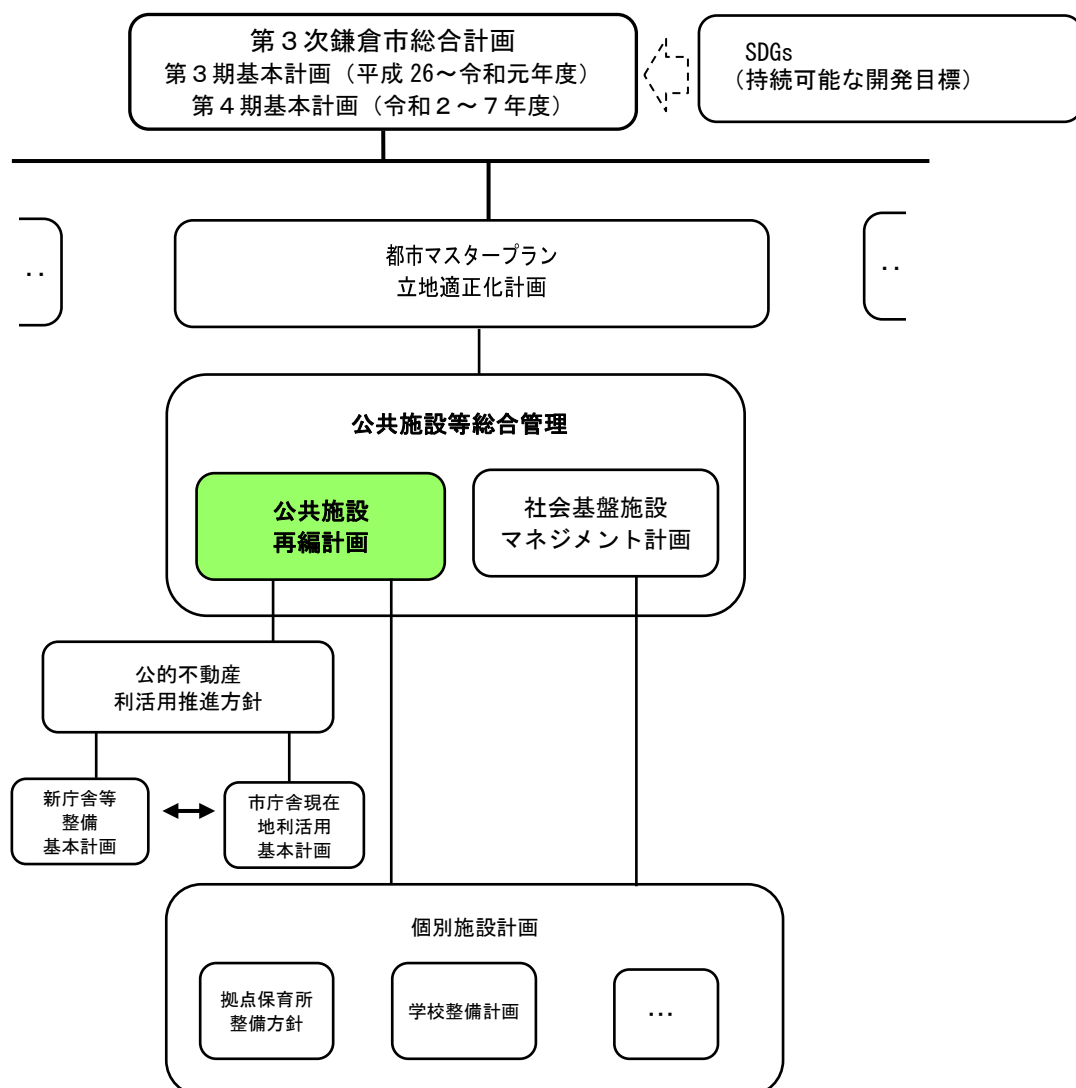 第３次鎌倉市総合計画
第３期基本計画（平成 26～令和元年度）
第４期基本計画（令和２～７年度）
SDGs
（持続可能な開発目標）
‥
都市マスタープラン
立地適正化計画
‥
公共施設等総合管理
公共施設
再編計画
社会基盤施設
マネジメント計画
公的不動産
利活用推進方針
新庁舎等
整備
基本計画
市庁舎現在
地利活用
基本計画
個別施設計画
拠点保育所
整備方針
学校整備計画
…